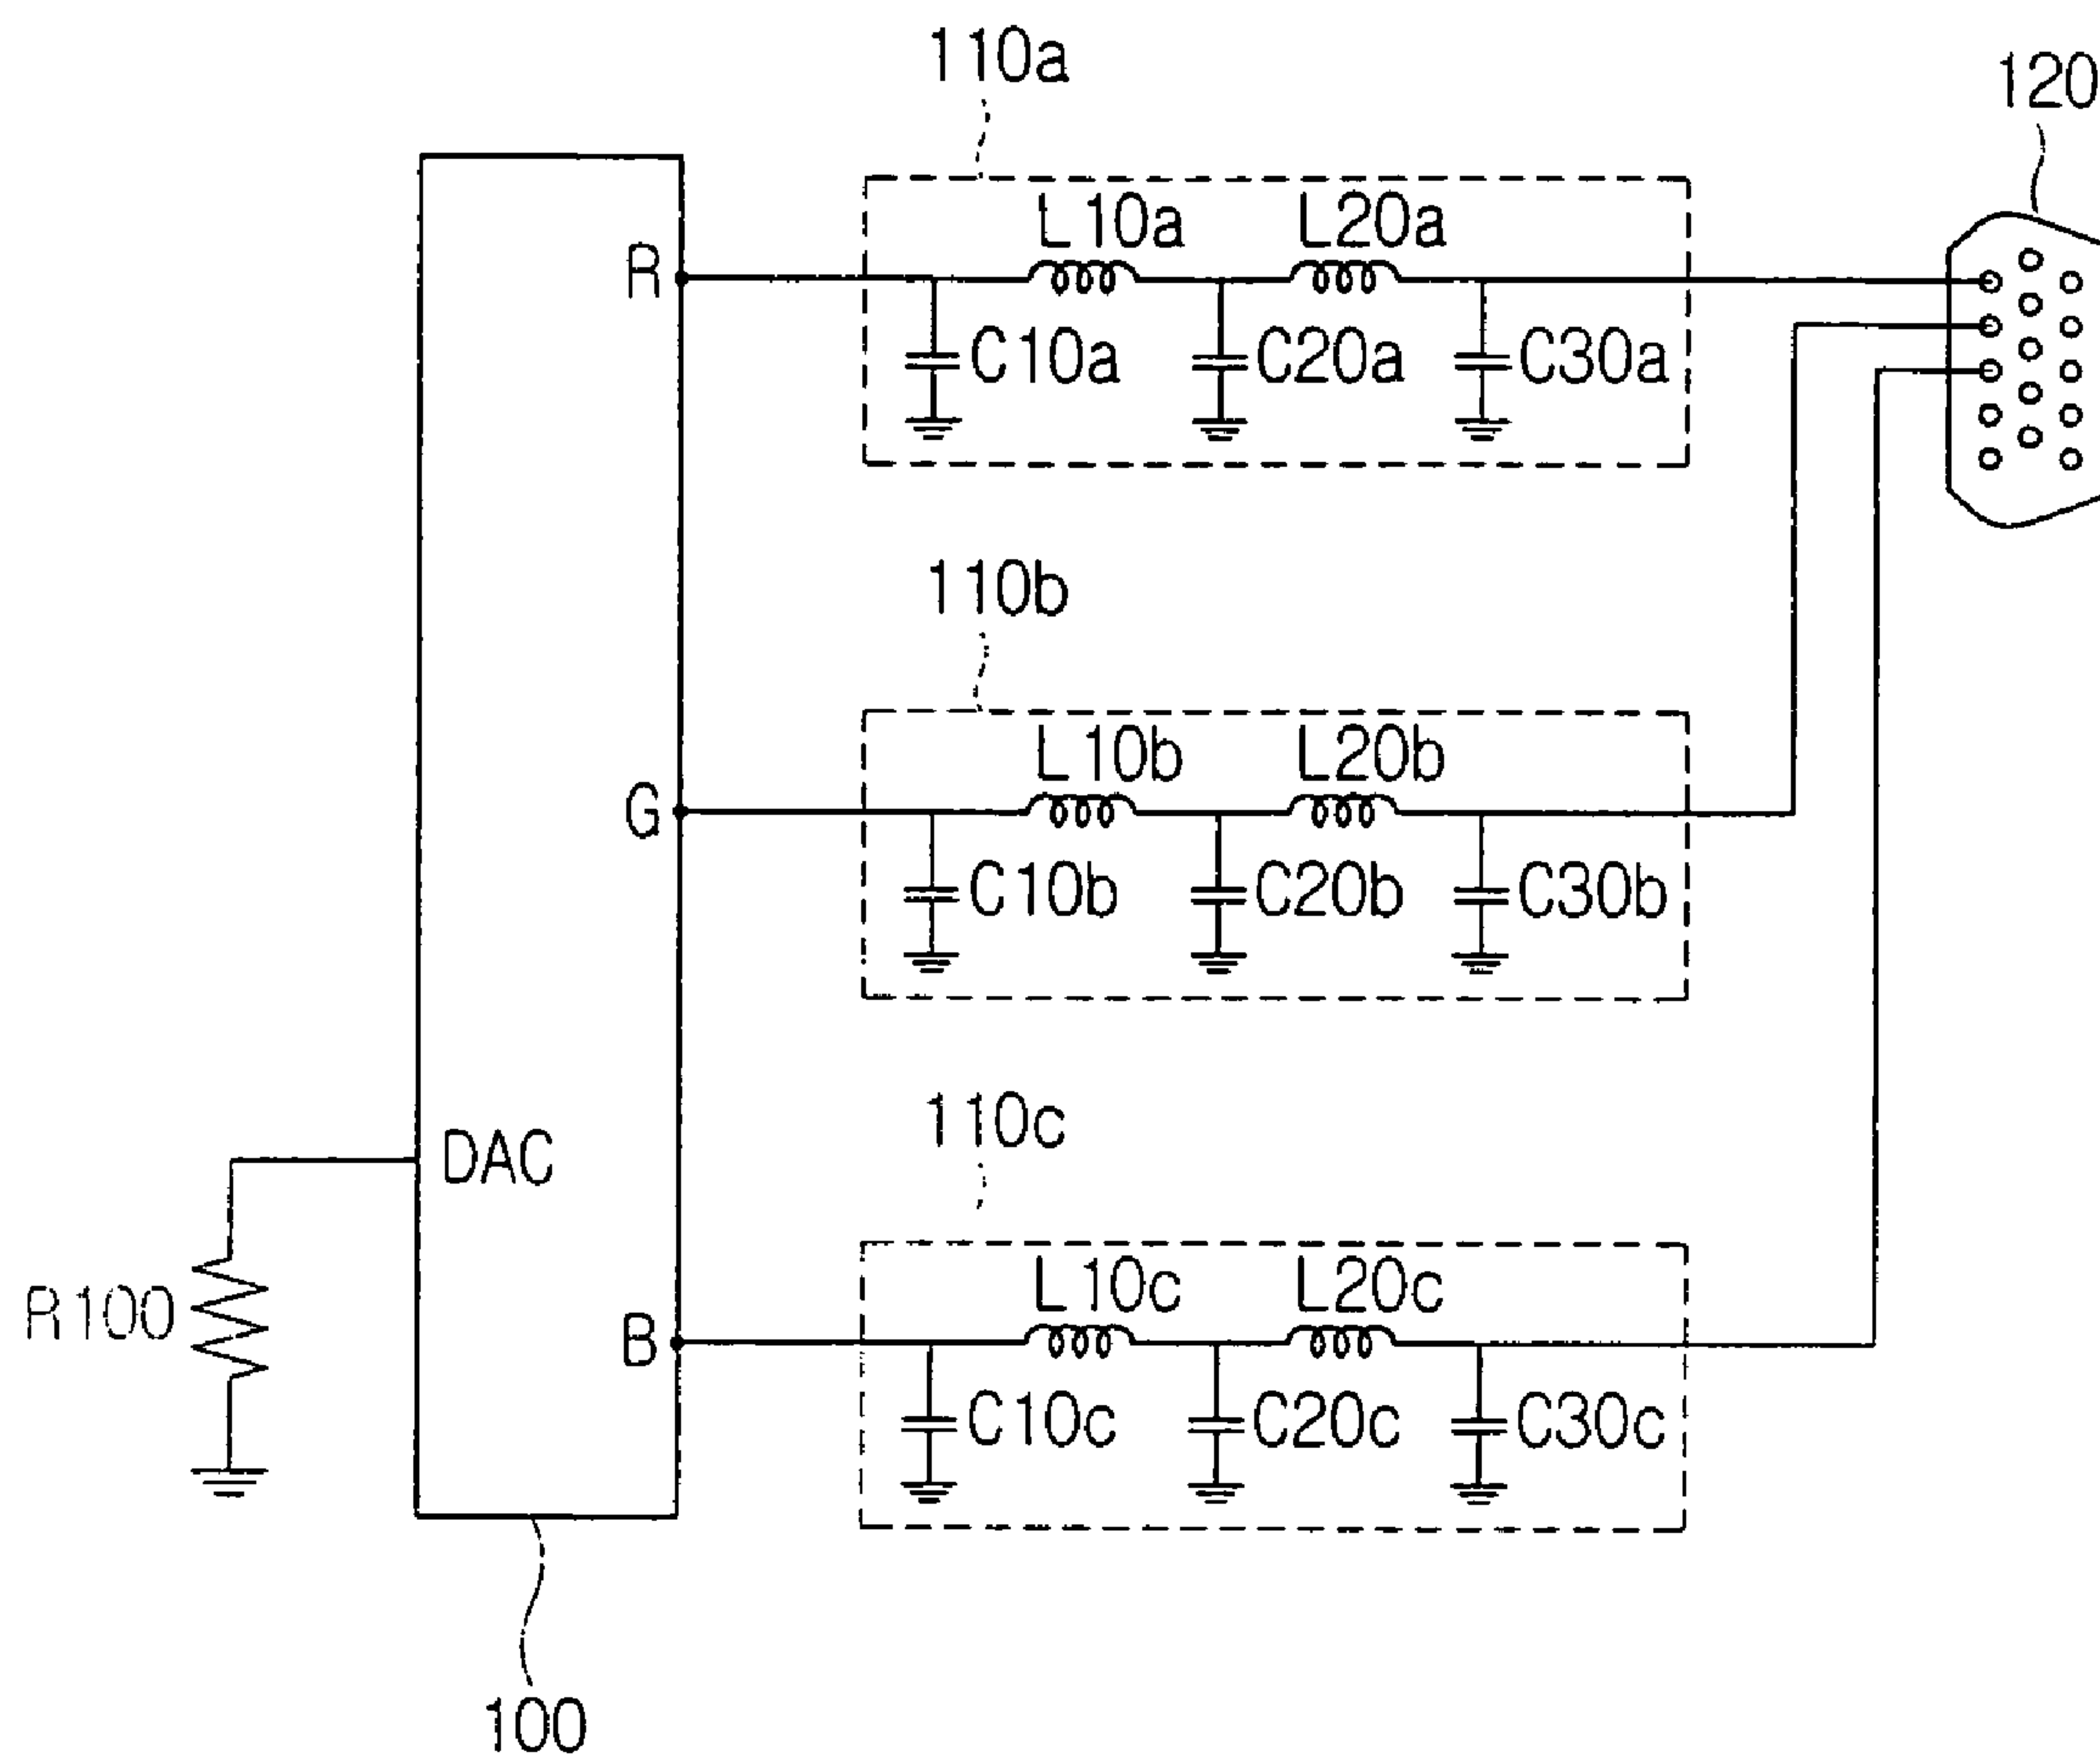 110a
120
L10a L20a
R
C10a C20a C30a
110b
L10b L20b
G
C10b C20b C30b
110c
DAC
L10c L20c
R100
B
C10c C20c C30c
100